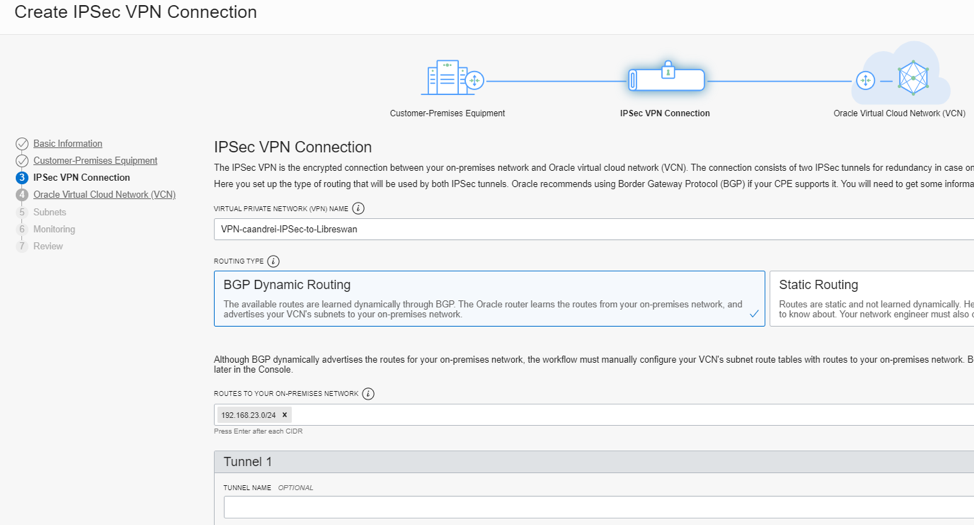 Create IPSec VPN Connection
Customer-Premises Equipment
IPSec VPN Connection
Oracle Virtual Cloud Network (VCN)
Basic Information
Customer-Premises Equipment
3 IPSec VPN Connection
4 Oracle Virtual Cloud Network (VCN)
5 Subnets
6 Monitoring
7 Review
IPSec VPN Connection
The IPSec VPN is the encrypted connection between your on-premises network and Oracle virtual cloud network (VCN). The connection consists of two IPSec tunnels for redundancy in case on
Here you set up the type of routing that will be used by both IPSec tunnels. Oracle recommends using Border Gateway Protocol (BGP) if your CPE supports it. You will need to get some informa
VIRTUAL PRIVATE NETWORK (VPN) NAME i
VPN-caandrei-IPSec-to-Libreswan
ROUTING TYPE i
BGP Dynamic Routing
The available routes are learned dynamically through BGP. The Oracle router learns the routes from your on-premises network, and
advertises your VCN's subnets to your on-premises network.
Static Routing
Routes are static and not learned dynamically. He
to know about. Your network engineer must also
Although BGP dynamically advertises the routes for your on-premises network, the workflow must manually configure your VCN's subnet route tables with routes to your on-premises network. B
later in the Console.
ROUTES TO YOUR ON-PREMISES NETWORK i
192.168.23.0/24 x
Press Enter after each CIDR
Tunnel 1
TUNNEL NAME OPTIONAL